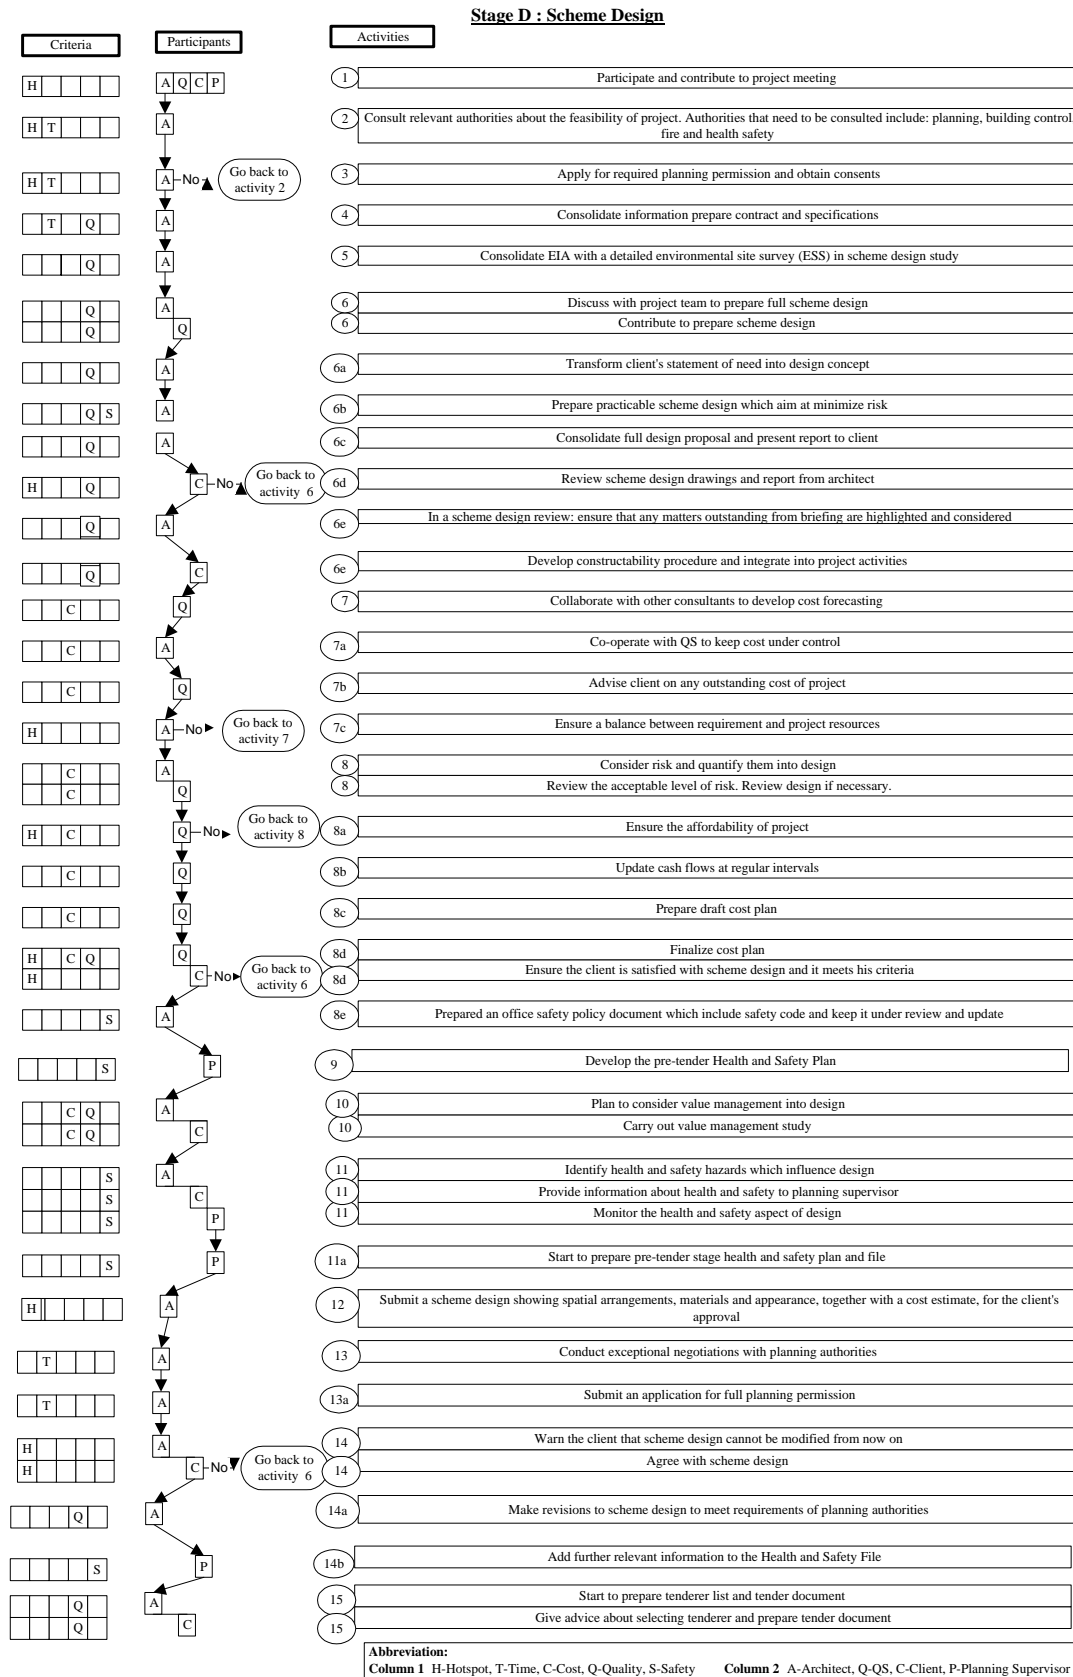 Stage D : Scheme Design
Criteria Participants Activities
H A Q C P 1 Participate and contribute to project meeting
H T A 2 Consult relevant authorities about the feasibility of project. Authorities that need to be consulted include: planning, building control,
fire and health safety
H T A No Go back to 3 Apply for required planning permission and obtain consents
activity 2
T Q A 4 Consolidate information prepare contract and specifications
Q A 5 Consolidate EIA with a detailed environmental site survey (ESS) in scheme design study
Q A 6 Discuss with project team to prepare full scheme design
Q Q 6 Contribute to prepare scheme design
Q A 6a Transform client's statement of need into design concept
Q S A 6b Prepare practicable scheme design which aim at minimize risk
Q A 6c Consolidate full design proposal and present report to client
H Q C No Go back to 6d Review scheme design drawings and report from architect
activity 6
Q A 6e In a scheme design review: ensure that any matters outstanding from briefing are highlighted and considered
Q C 6e Develop constructability procedure and integrate into project activities
C Q 7 Collaborate with other consultants to develop cost forecasting
C A 7a Co-operate with QS to keep cost under control
C Q 7b Advise client on any outstanding cost of project
H A No Go back to 7c Ensure a balance between requirement and project resources
activity 7
C A 8 Consider risk and quantify them into design
C Q 8 Review the acceptable level of risk. Review design if necessary.
H C Q No Go back to 8a Ensure the affordability of project
activity 8
C Q 8b Update cash flows at regular intervals
C Q 8c Prepare draft cost plan
H C Q Q 8d Finalize cost plan
H C No Go back to 8d Ensure the client is satisfied with scheme design and it meets his criteria
activity 6
S A 8e Prepared an office safety policy document which include safety code and keep it under review and update
S P 9 Develop the pre-tender Health and Safety Plan
C Q A 10 Plan to consider value management into design
C Q C 10 Carry out value management study
S A 11 Identify health and safety hazards which influence design
S C 11 Provide information about health and safety to planning supervisor
S P 11 Monitor the health and safety aspect of design
S P 11a Start to prepare pre-tender stage health and safety plan and file
H A 12 Submit a scheme design showing spatial arrangements, materials and appearance, together with a cost estimate, for the client's
approval
T A 13 Conduct exceptional negotiations with planning authorities
T A 13a Submit an application for full planning permission
H A 14 Warn the client that scheme design cannot be modified from now on
H C No Go back to 14 Agree with scheme design
activity 6
Q A 14a Make revisions to scheme design to meet requirements of planning authorities
S P 14b Add further relevant information to the Health and Safety File
Q A 15 Start to prepare tenderer list and tender document
Q C 15 Give advice about selecting tenderer and prepare tender document
Abbreviation:
Column 1 H-Hotspot, T-Time, C-Cost, Q-Quality, S-Safety Column 2 A-Architect, Q-QS, C-Client, P-Planning Supervisor